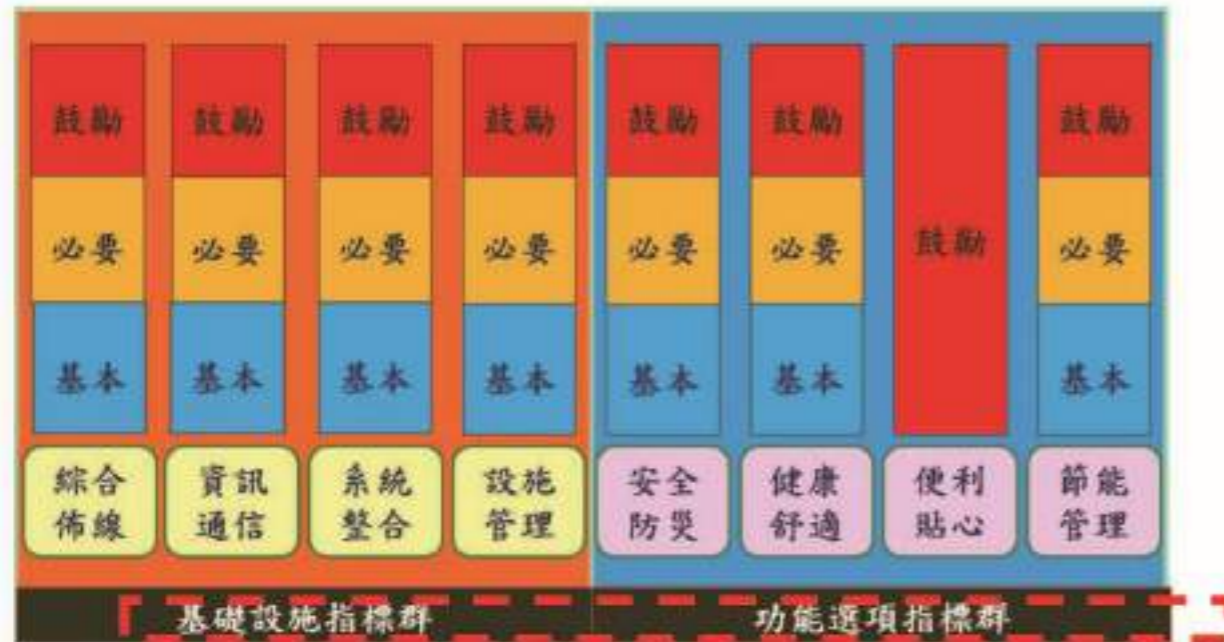 鼓勵 鼓勵 鼓勵 鼓勵 鼓勵 鼓勵 鼓勵
必要 必要 必要 必要 必要 必要 鼓勵 必要
基本 基本 基本 基本 基本 基本 基本
綜合 資訊 系統 設施 安全 健康 便利 節能
佈線 通信 整合 管理 防災 舒適 貼心 管理
基礎設施指標群 功能選項指標群